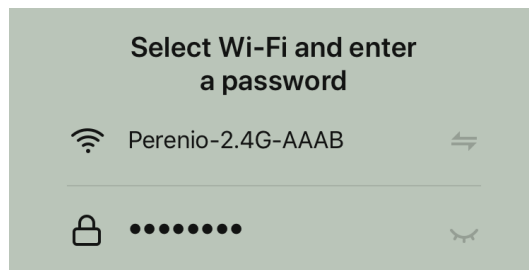 Select Wi-Fi and enter
a password
Perenio-2.4G-AAAB
••••••••